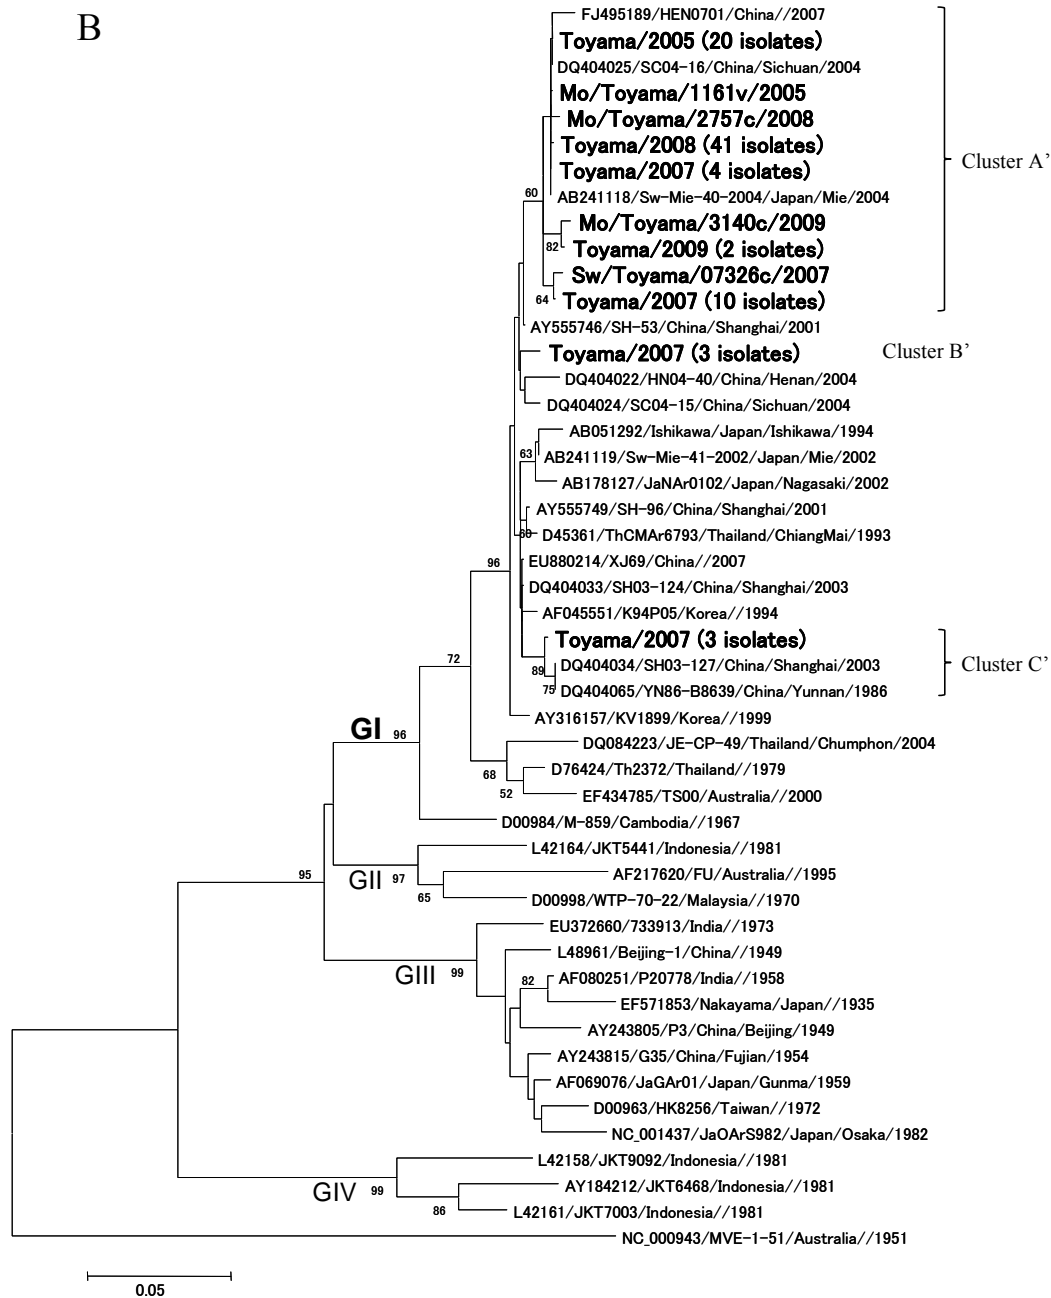 B
FJ495189/HEN0701/China//2007
Toyama/2005 (20 isolates)
DQ404025/SC04-16/China/Sichuan/2004
Mo/Toyama/1161v/2005
Mo/Toyama/2757c/2008
Toyama/2008 (41 isolates)
Cluster A’
Toyama/2007 (4 isolates)
60
AB241118/Sw-Mie-40-2004/Japan/Mie/2004
Mo/Toyama/3140c/2009
82
Toyama/2009 (2 isolates)
Sw/Toyama/07326c/2007
64
Toyama/2007 (10 isolates)
AY555746/SH-53/China/Shanghai/2001
Toyama/2007 (3 isolates)
Cluster B’
DQ404022/HN04-40/China/Henan/2004
DQ404024/SC04-15/China/Sichuan/2004
AB051292/Ishikawa/Japan/Ishikawa/1994
63
AB241119/Sw-Mie-41-2002/Japan/Mie/2002
AB178127/JaNAr0102/Japan/Nagasaki/2002
AY555749/SH-96/China/Shanghai/2001
D45361/ThCMAr6793/Thailand/ChiangMai/1993
96
EU880214/XJ69/China//2007
DQ404033/SH03-124/China/Shanghai/2003
AF045551/K94P05/Korea//1994
Toyama/2007 (3 isolates)
72
89
DQ404034/SH03-127/China/Shanghai/2003
Cluster C’
75
DQ404065/YN86-B8639/China/Yunnan/1986
AY316157/KV1899/Korea//1999
GI
96
DQ084223/JE-CP-49/Thailand/Chumphon/2004
68
D76424/Th2372/Thailand//1979
52
EF434785/TS00/Australia//2000
D00984/M-859/Cambodia//1967
L42164/JKT5441/Indonesia//1981
95
GII
97
AF217620/FU/Australia//1995
65
D00998/WTP-70-22/Malaysia//1970
EU372660/733913/India//1973
L48961/Beijing-1/China//1949
GIII
99
82
AF080251/P20778/India//1958
EF571853/Nakayama/Japan//1935
AY243805/P3/China/Beijing/1949
AY243815/G35/China/Fujian/1954
AF069076/JaGAr01/Japan/Gunma/1959
D00963/HK8256/Taiwan//1972
NC_001437/JaOArS982/Japan/Osaka/1982
L42158/JKT9092/Indonesia//1981
GIV
99
AY184212/JKT6468/Indonesia//1981
86
L42161/JKT7003/Indonesia//1981
NC_000943/MVE-1-51/Australia//1951
0.05